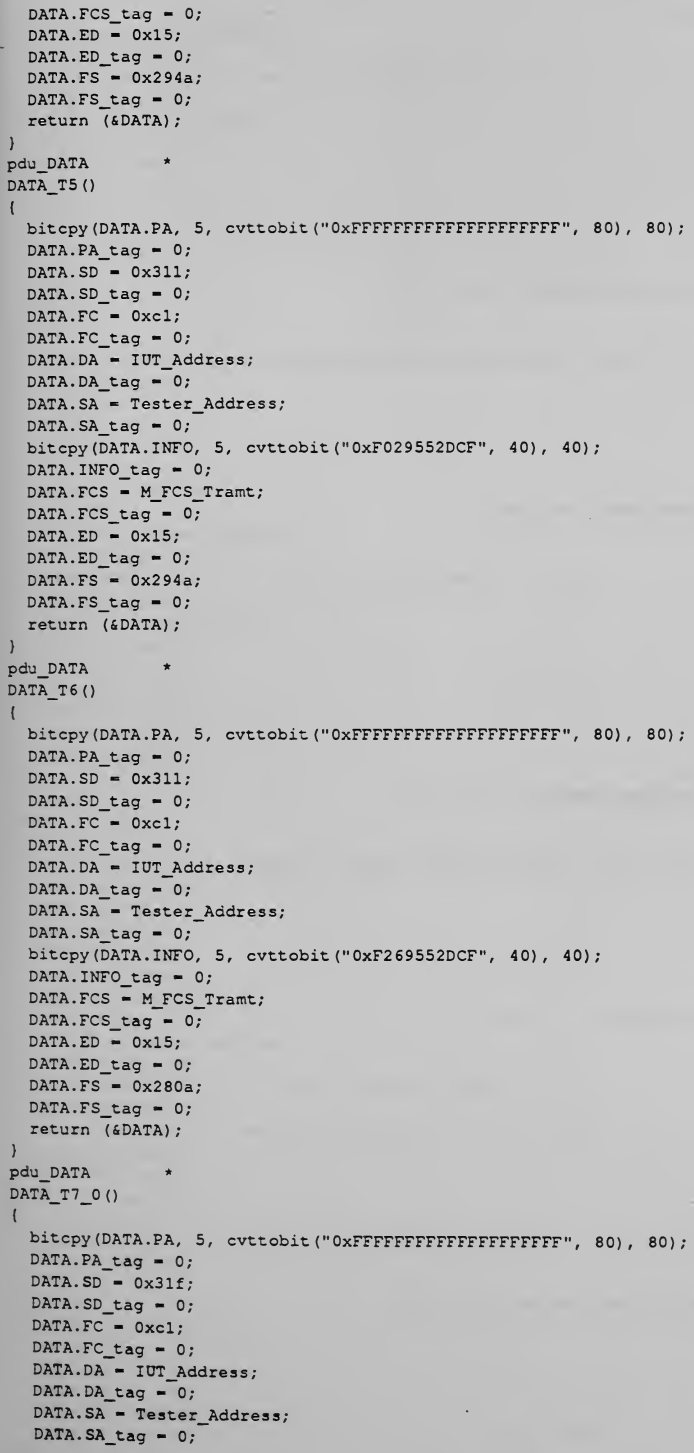 DATA.FCS_tag = 0;
DATA.ED = 0x15;
DATA.ED_tag = 0;
DATA.FS = 0x294a;
DATA.FS_tag = 0;
return (&DATA);
}
pdu_DATA *
DATA_T5()
{
bitcpy(DATA.PA, 5, cvttobit("0xFFFFFFFFFFFFFFFFFFFF", 80), 80);
DATA.PA_tag = 0;
DATA.SD = 0x311;
DATA.SD_tag = 0;
DATA.FC = 0xc1;
DATA.FC_tag = 0;
DATA.DA = IUT_Address;
DATA.DA_tag = 0;
DATA.SA = Tester_Address;
DATA.SA_tag = 0;
bitcpy(DATA.INFO, 5, cvttobit("0xF029552DCF", 40), 40);
DATA.INFO_tag = 0;
DATA.FCS = M_FCS_Tramt;
DATA.FCS_tag = 0;
DATA.ED = 0x15;
DATA.ED_tag = 0;
DATA.FS = 0x294a;
DATA.FS_tag = 0;
return (&DATA);
}
pdu_DATA *
DATA_T6()
{
bitcpy(DATA.PA, 5, cvttobit("0xFFFFFFFFFFFFFFFFFFFF", 80), 80);
DATA.PA_tag = 0;
DATA.SD = 0x311;
DATA.SD_tag = 0;
DATA.FC = 0xc1;
DATA.FC_tag = 0;
DATA.DA = IUT_Address;
DATA.DA_tag = 0;
DATA.SA = Tester_Address;
DATA.SA_tag = 0;
bitcpy(DATA.INFO, 5, cvttobit("0xF269552DCF", 40), 40);
DATA.INFO_tag = 0;
DATA.FCS = M_FCS_Tramt;
DATA.FCS_tag = 0;
DATA.ED = 0x15;
DATA.ED_tag = 0;
DATA.FS = 0x280a;
DATA.FS_tag = 0;
return (&DATA);
}
pdu_DATA *
DATA_T7_0()
{
bitcpy(DATA.PA, 5, cvttobit("0xFFFFFFFFFFFFFFFFFFFF", 80), 80);
DATA.PA_tag = 0;
DATA.SD = 0x31f;
DATA.SD_tag = 0;
DATA.FC = 0xc1;
DATA.FC_tag = 0;
DATA.DA = IUT_Address;
DATA.DA_tag = 0;
DATA.SA = Tester_Address;
DATA.SA_tag = 0;